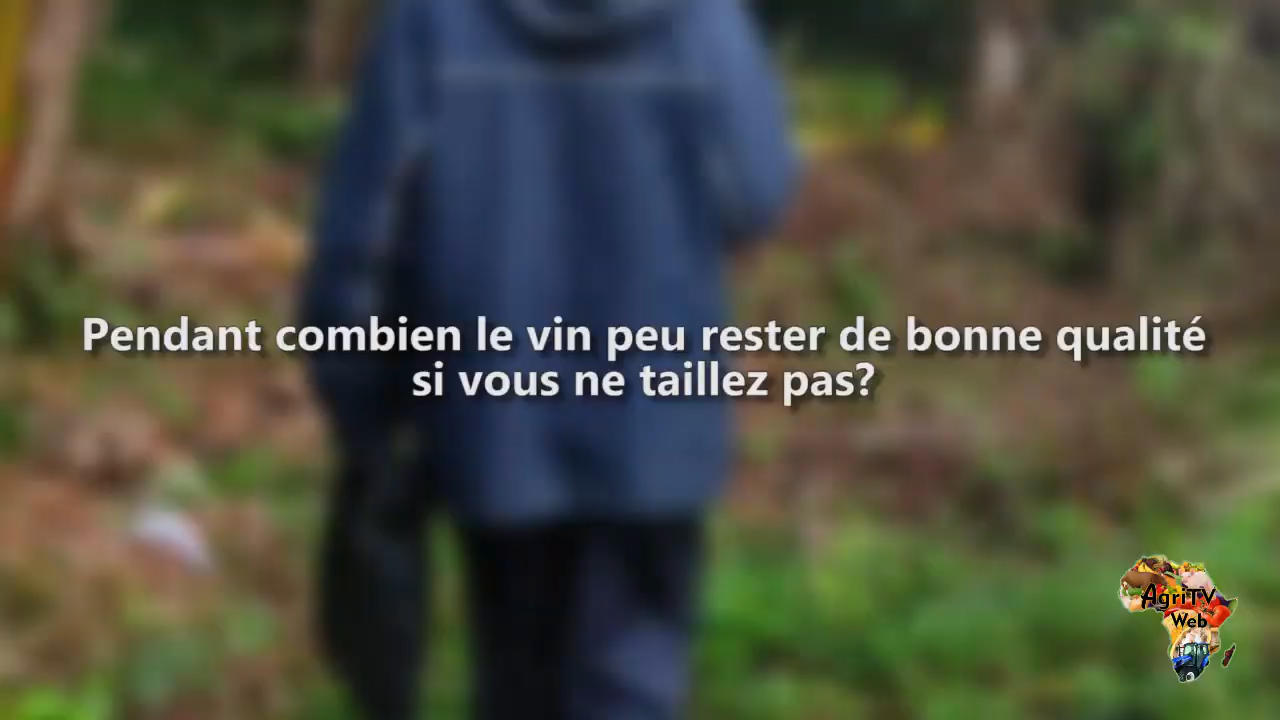 Pendant combien le vin peu rester de bonne qualité
si vous ne taillez pas?
AgriTV
Web